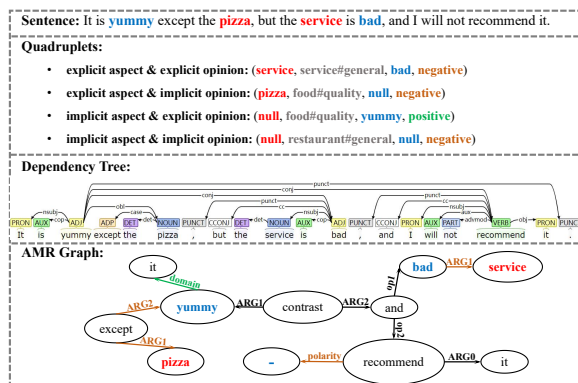 Sentence: It is yummy except the pizza, but the service is bad, and I will not recommend it.
Quadruplets:
• explicit aspect & explicit opinion: (service, service#general, bad, negative)
• explicit aspect & implicit opinion: (pizza, food#quality, null, negative)
• implicit aspect & explicit opinion: (null, food#quality, yummy, positive)
• implicit aspect & implicit opinion: (null, restaurant#general, null, negative)
Dependency Tree:
punct
conj punct
conj cc
punct nsubj
obl cc aux
nsubj cop case det det nsubj cop advmod obj
PRON AUX ADJ ADP DET NOUN PUNCT CCONJ DET NOUN AUX ADJ PUNCT CCONJ PRON AUX PART VERB PRON PUNCT
It is yummy except the pizza , but the service is bad , and I will not recommend it .
AMR Graph:
it
domain
bad ARG1 service
op1
ARG2 yummy ARG1 contrast ARG2 and
except
op2
ARG1
pizza
- polarity recommend ARG0 it